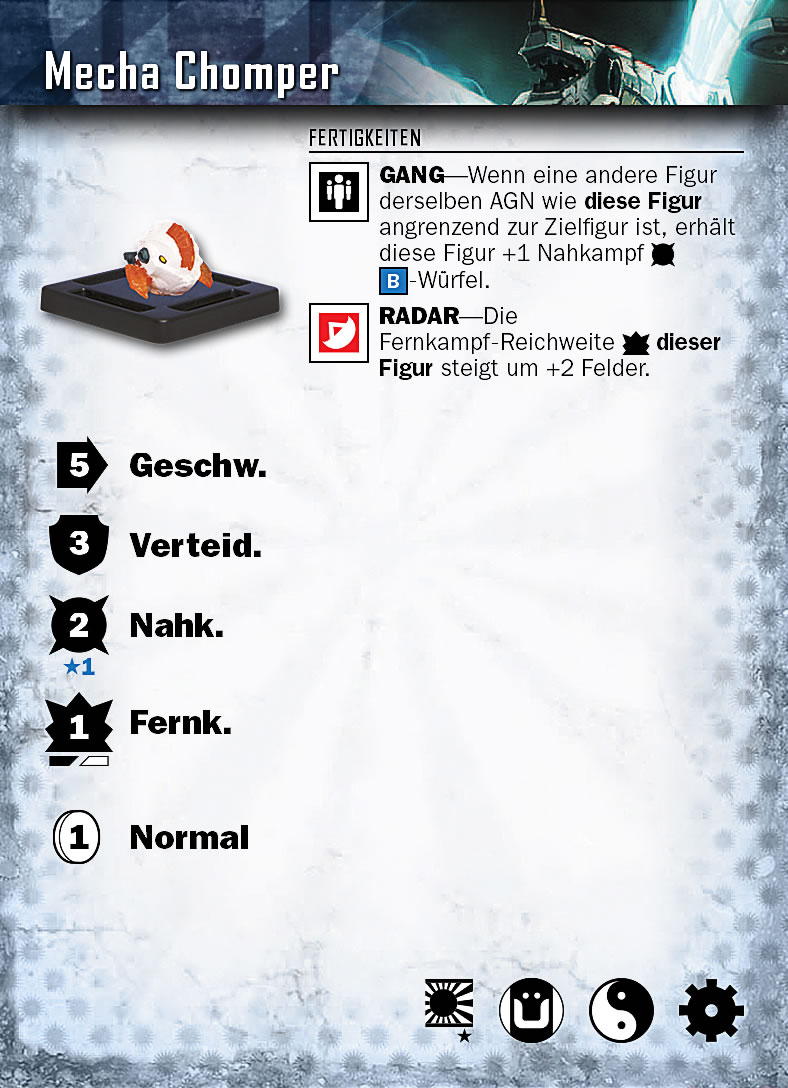 Mecha Chomper
FERTIGKEITEN
GANG—Wenn eine andere Figur
derselben AGN wie diese Figur
angrenzend zur Zielfigur ist, erhält
diese Figur +1 Nahkampf
B-Würfel.
RADAR—Die
Fernkampf-Reichweite dieser
Figur steigt um +2 Felder.
5 Geschw.
3 Verteid.
2 Nahk.
★1
1 Fernk.
1 Normal